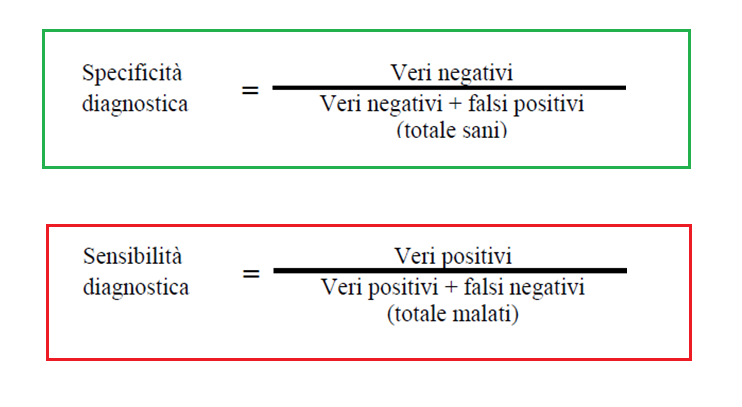 Specificità
diagnostica
=
Veri negativi
Veri negativi + falsi positivi
(totale sani)
Sensibilità
diagnostica
=
Veri positivi
Veri positivi + falsi negativi
(totale malati)